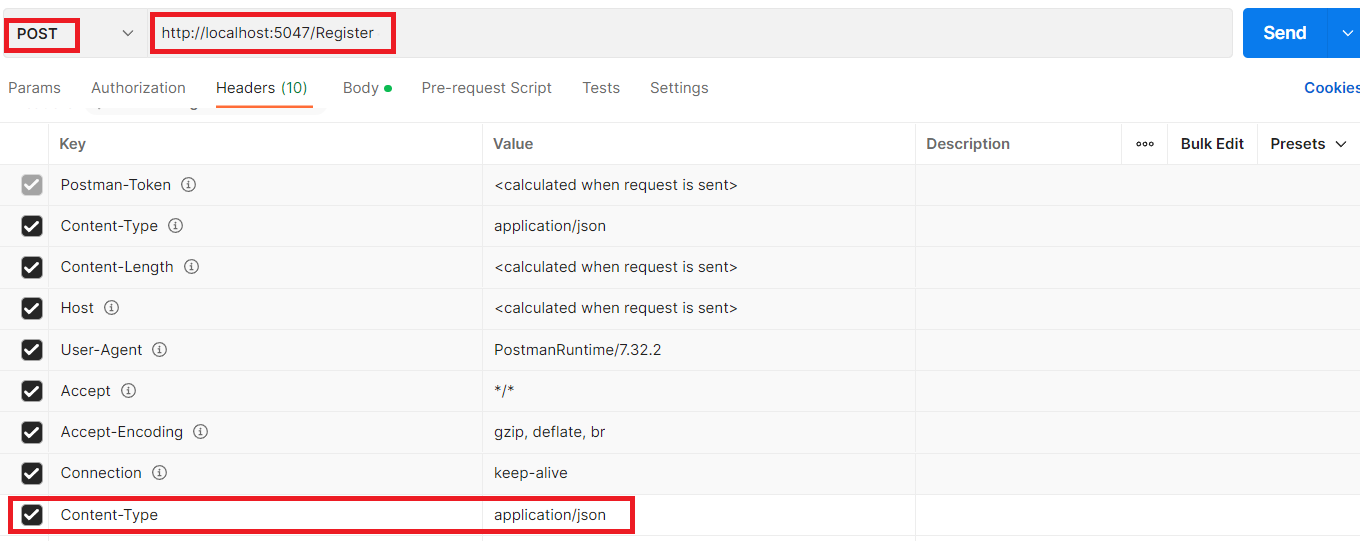 POST http://localhost:5047/Register Send
Params Authorization Headers (10) Body Pre-request Script Tests Settings Cookies
Key Value Description Bulk Edit Presets
Postman-Token <calculated when request is sent>
Content-Type application/json
Content-Length <calculated when request is sent>
Host <calculated when request is sent>
User-Agent PostmanRuntime/7.32.2
Accept */*
Accept-Encoding gzip, deflate, br
Connection keep-alive
Content-Type application/json